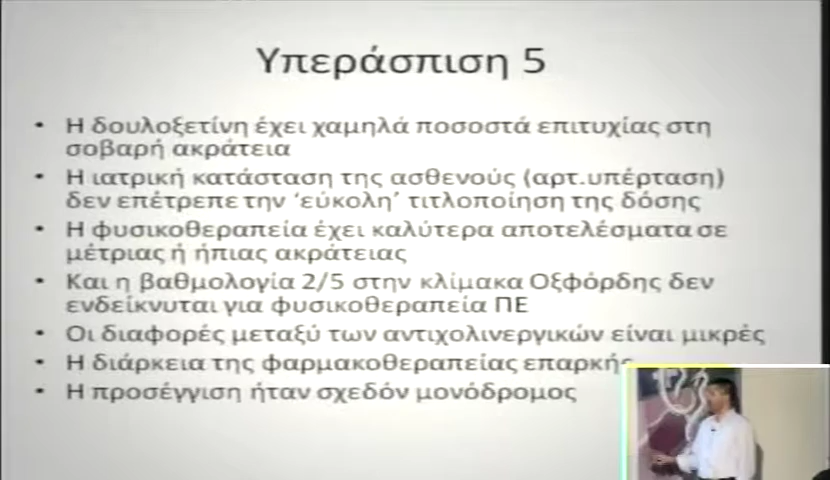 Υπεράσπιση 5
• Η δουλοξετίνη έχει χαμηλά ποσοστά επιτυχίας στη
σοβαρή ακράτεια
• Η ιατρική κατάσταση της ασθενούς (αρτ.υπέρταση)
δεν επέτρεπε την ‘εύκολη’ τιτλοποίηση της δόσης
• Η φυσικοθεραπεία έχει καλύτερα αποτελέσματα σε
μέτριας ή ήπιας ακράτειας
• Και η βαθμολογία 2/5 στην κλίμακα Οξφόρδης δεν
ενδείκνυται για φυσικοθεραπεία ΠΕ
• Οι διαφορές μεταξύ των αντιχολινεργικών είναι μικρές
• Η διάρκεια της φαρμακοθεραπείας επαρκής
• Η προσέγγιση ήταν σχεδόν μονόδρομος